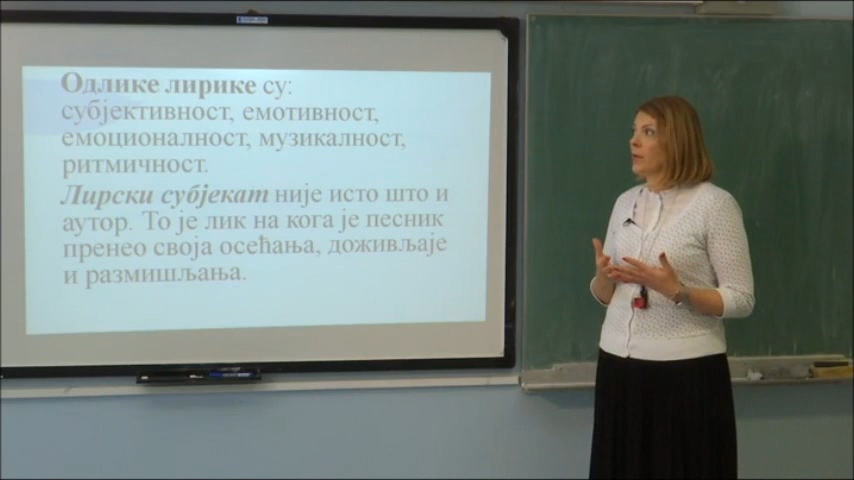 Одлике лирике су:
субјективност, емотивност,
емоционалност, музикалност,
ритмичност.
Лирски субјекат није исто што и
аутор. То је лик на кога је песник
пренео своја осећања, доживљаје
и размишљања.